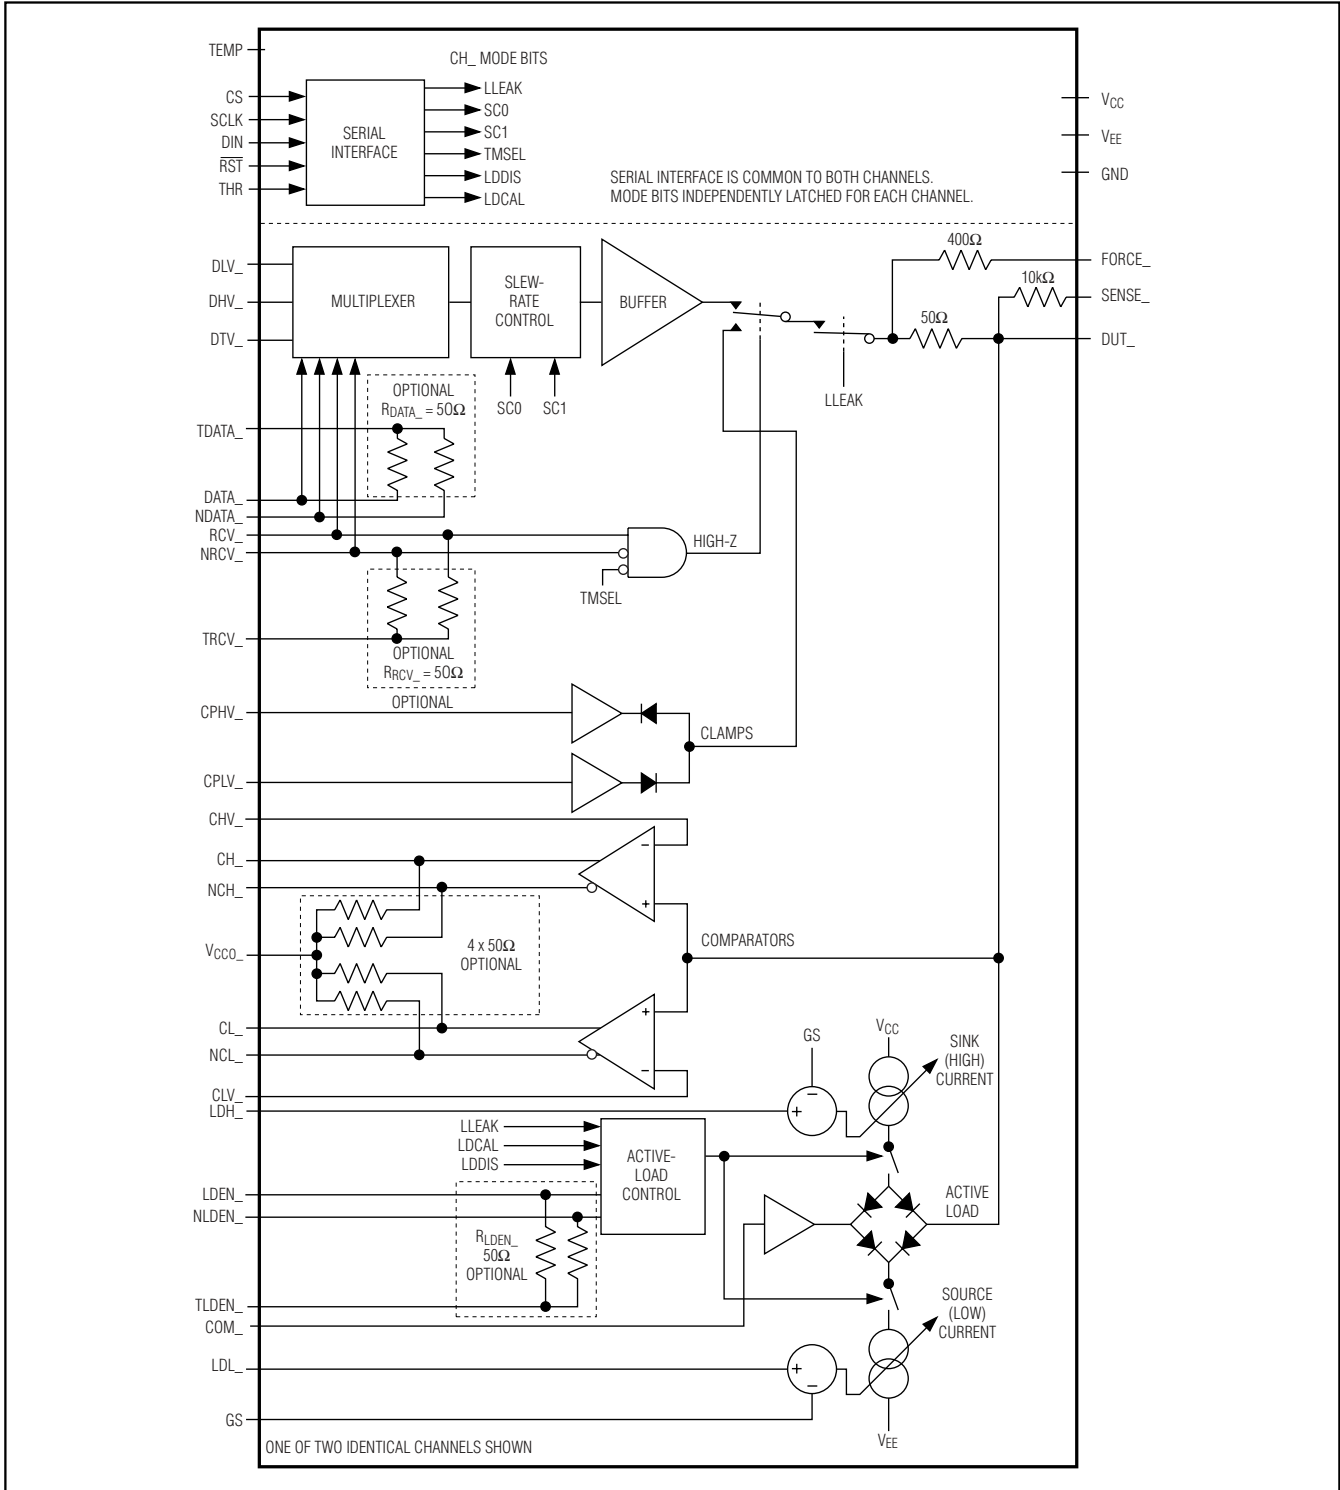 TEMP
CH_ MODE BITS
CS
SCLK
DIN
RST
THR
SERIAL
INTERFACE
LLEAK
SC0
SC1
TMSEL
LDDIS
LDCAL
VCC
VEE
GND
SERIAL INTERFACE IS COMMON TO BOTH CHANNELS.
MODE BITS INDEPENDENTLY LATCHED FOR EACH CHANNEL.
DLV_
DHV_
DTV_
MULTIPLEXER
SLEW-
RATE
CONTROL
BUFFER
400Ω
FORCE_
10kΩ
SENSE_
50Ω
DUT_
LLEAK
SC0
SC1
OPTIONAL
RDATA_ = 50Ω
TDATA_
DATA_
NDATA_
RCV_
NRCV_
HIGH-Z
TMSEL
TRCV_
OPTIONAL
RRCV_ = 50Ω
OPTIONAL
CPHV_
CLAMPS
CPLV_
CHV_
CH_
NCH_
−
+
4 x 50Ω
OPTIONAL
VCCO_
COMPARATORS
CL_
NCL_
+
−
CLV_
LDH_
GS
−
+
VCC
SINK
(HIGH)
CURRENT
LLEAK
LDCAL
LDDIS
ACTIVE-
LOAD
CONTROL
LDEN_
NLDEN_
RLDEN_
50Ω
OPTIONAL
ACTIVE
LOAD
TLDEN_
COM_
SOURCE
(LOW)
CURRENT
LDL_
+
−
GS
VEE
ONE OF TWO IDENTICAL CHANNELS SHOWN